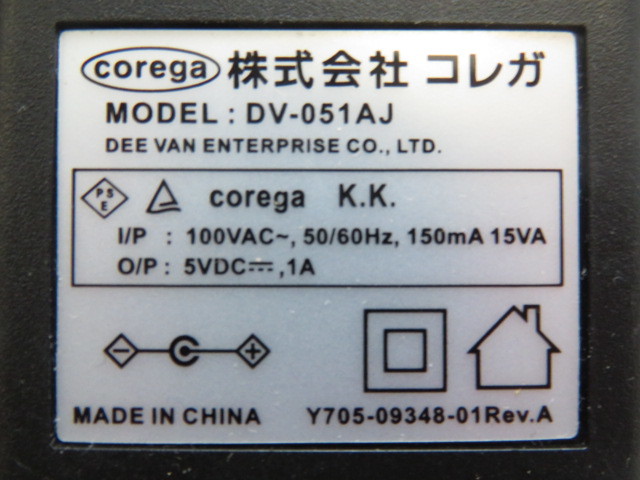 corega 株式会社 コレガ
MODEL : DV-051AJ
DEE VAN ENTERPRISE CO., LTD.
PSE corega K.K.
I/P : 100VAC~, 50/60Hz, 150mA 15VA
O/P : 5VDC⎓, 1A
MADE IN CHINA Y705-09348-01Rev.A